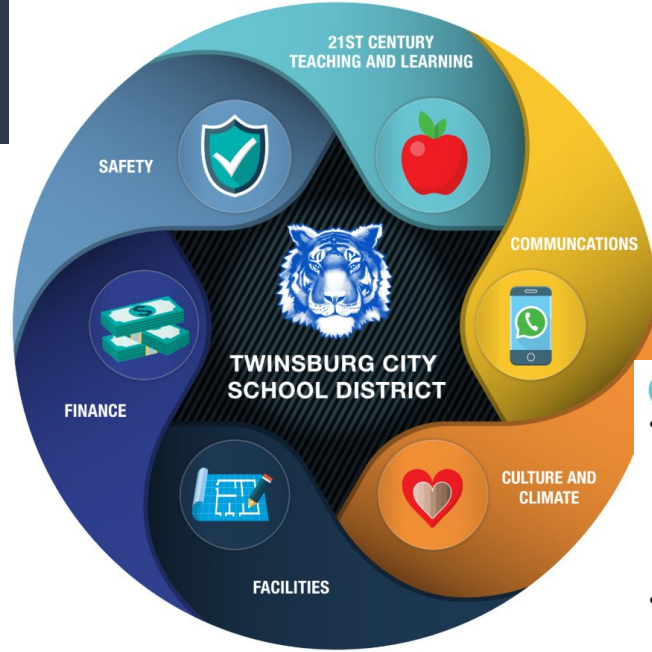 21ST CENTURY
TEACHING AND LEARNING
SAFETY
COMMUNCATIONS
TWINSBURG CITY
SCHOOL DISTRICT
FINANCE
CULTURE AND
CLIMATE
FACILITIES